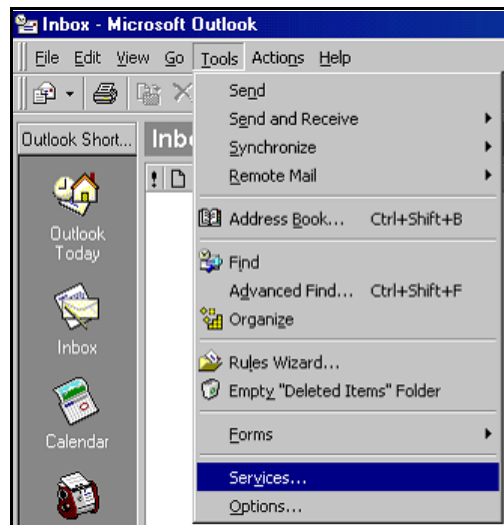 Inbox - Microsoft Outlook
File Edit View Go Tools Actions Help
Outlook Short...
Inb
!
Send
Send and Receive
Synchronize
Remote Mail
Address Book... Ctrl+Shift+B
Find
Advanced Find... Ctrl+Shift+F
Organize
Rules Wizard...
Empty "Deleted Items" Folder
Forms
Services...
Options...
Outlook
Today
Inbox
Calendar